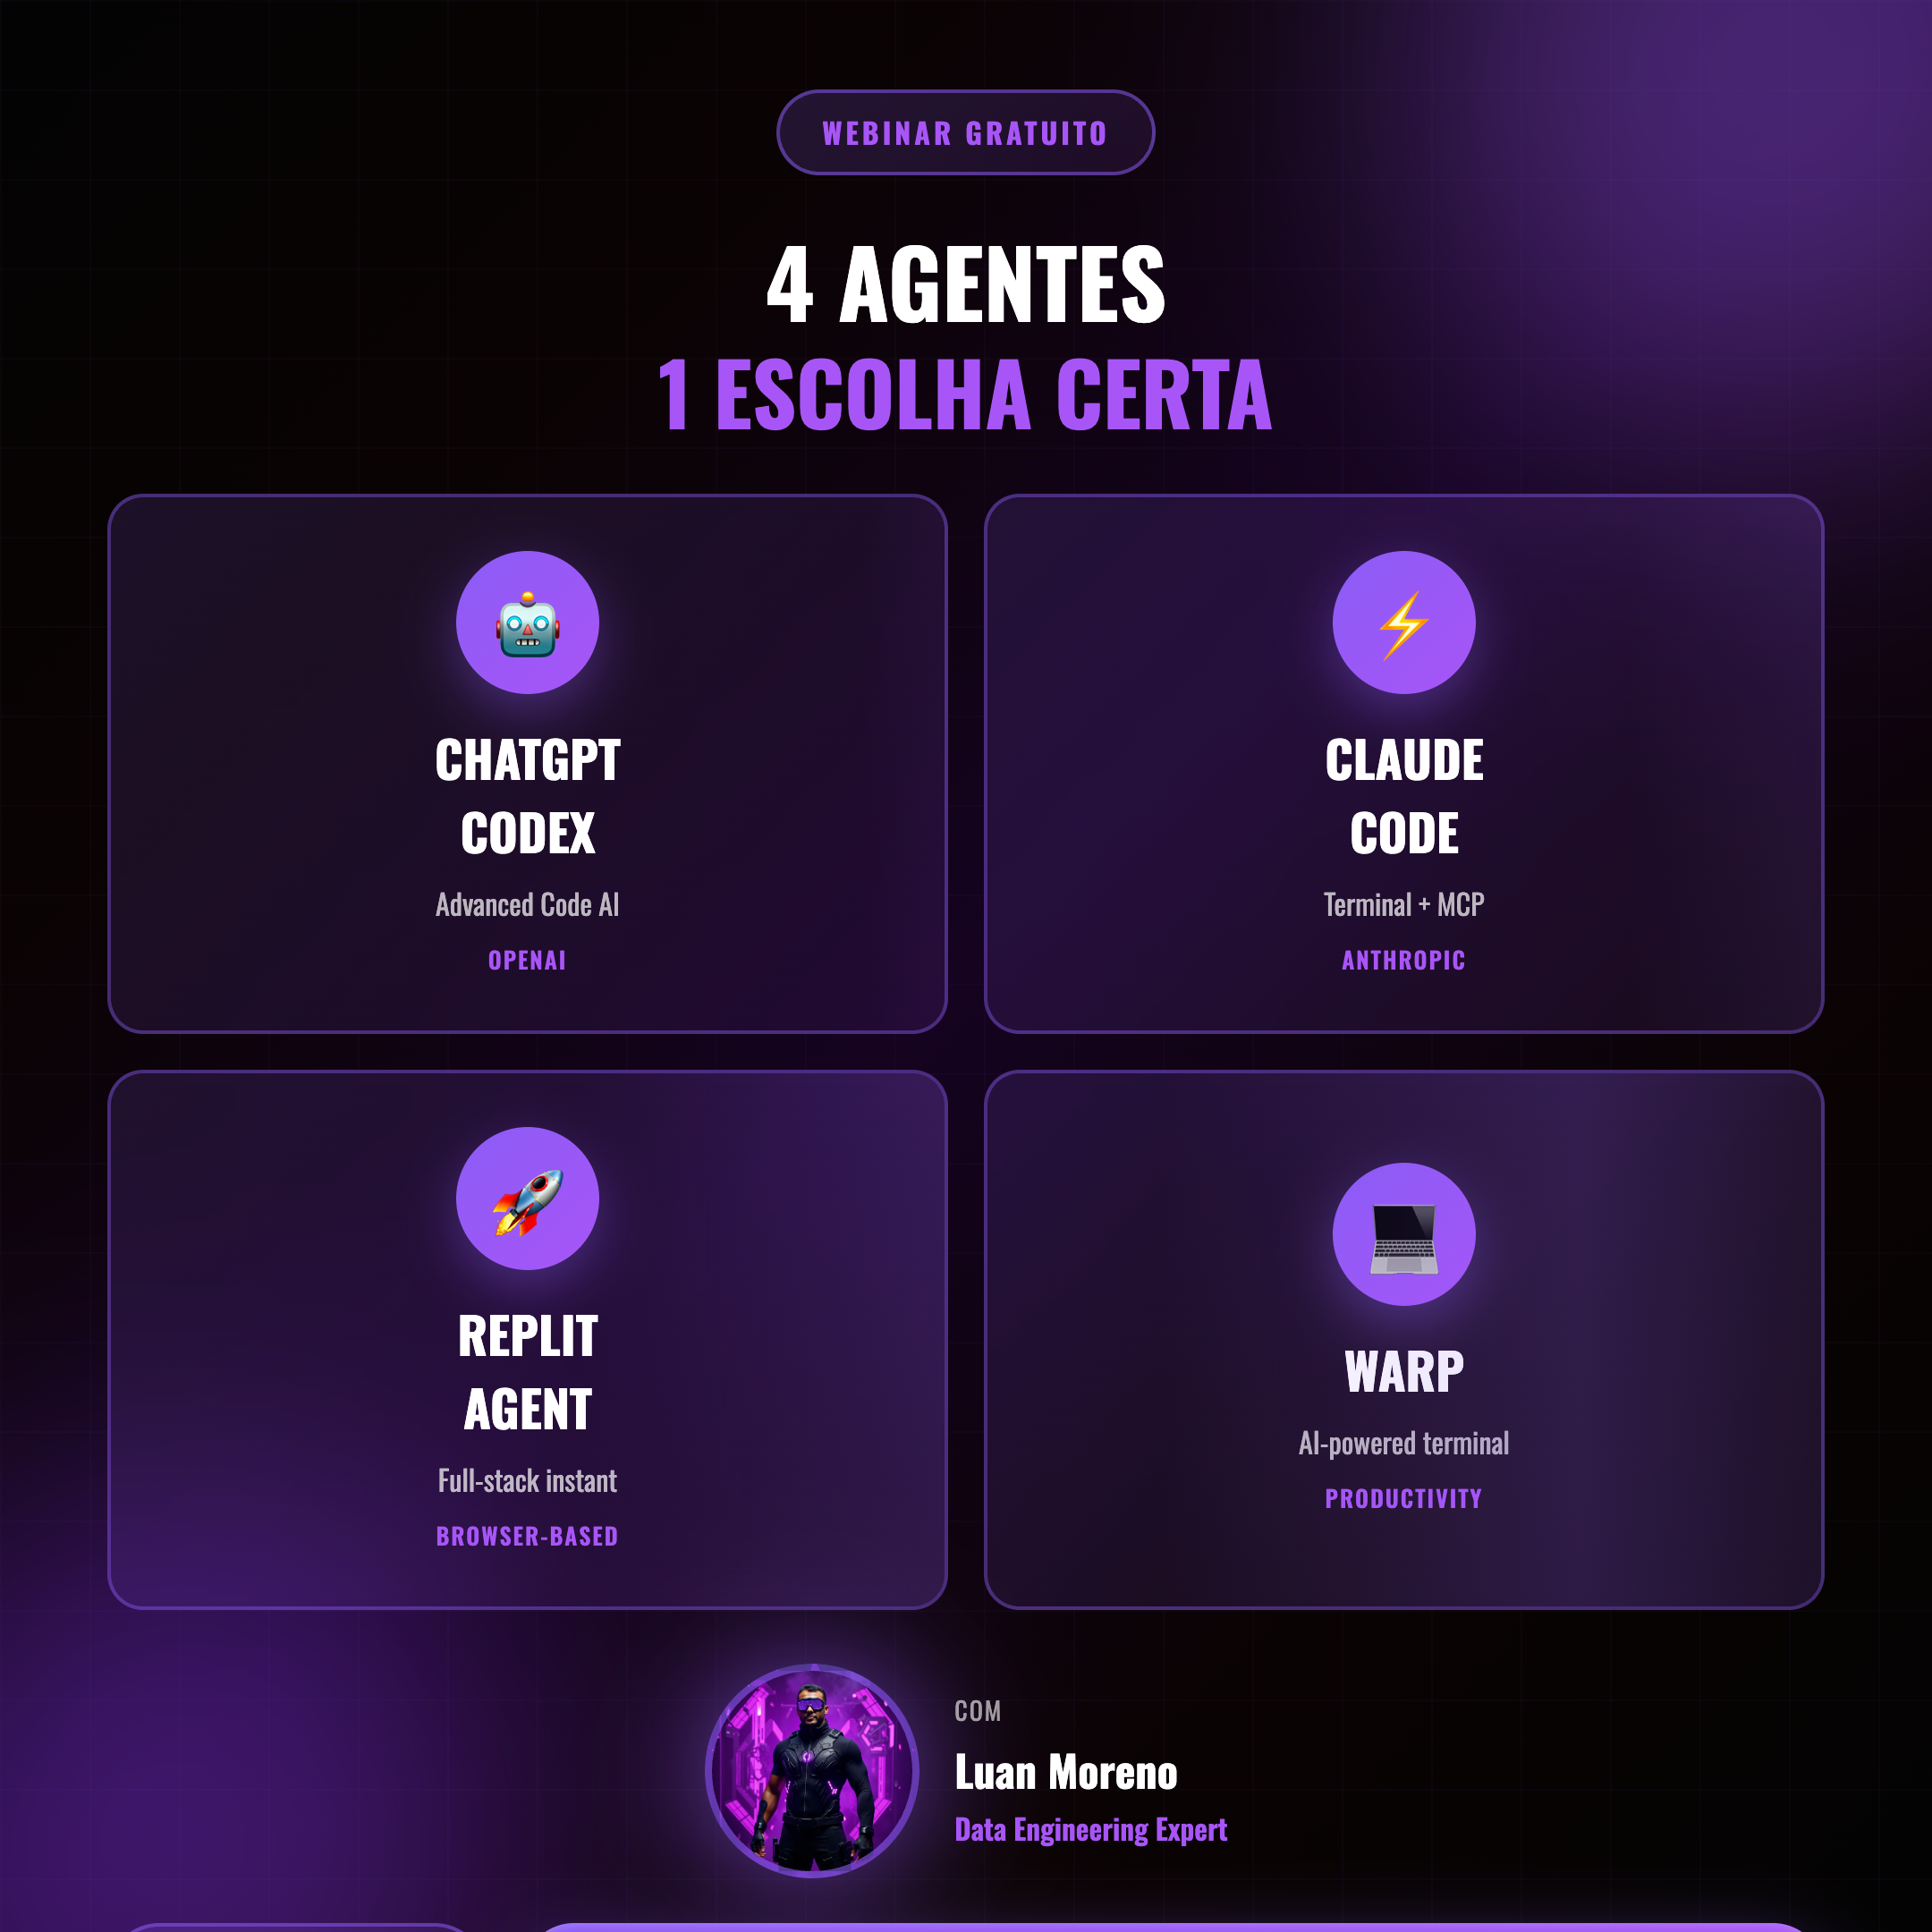 WEBINAR GRATUITO
4 AGENTES
1 ESCOLHA CERTA
CHATGPT
CODEX
Advanced Code AI
OPENAI
CLAUDE
CODE
Terminal + MCP
ANTHROPIC
REPLIT
AGENT
Full-stack instant
BROWSER-BASED
WARP
AI-powered terminal
PRODUCTIVITY
COM
Luan Moreno
Data Engineering Expert